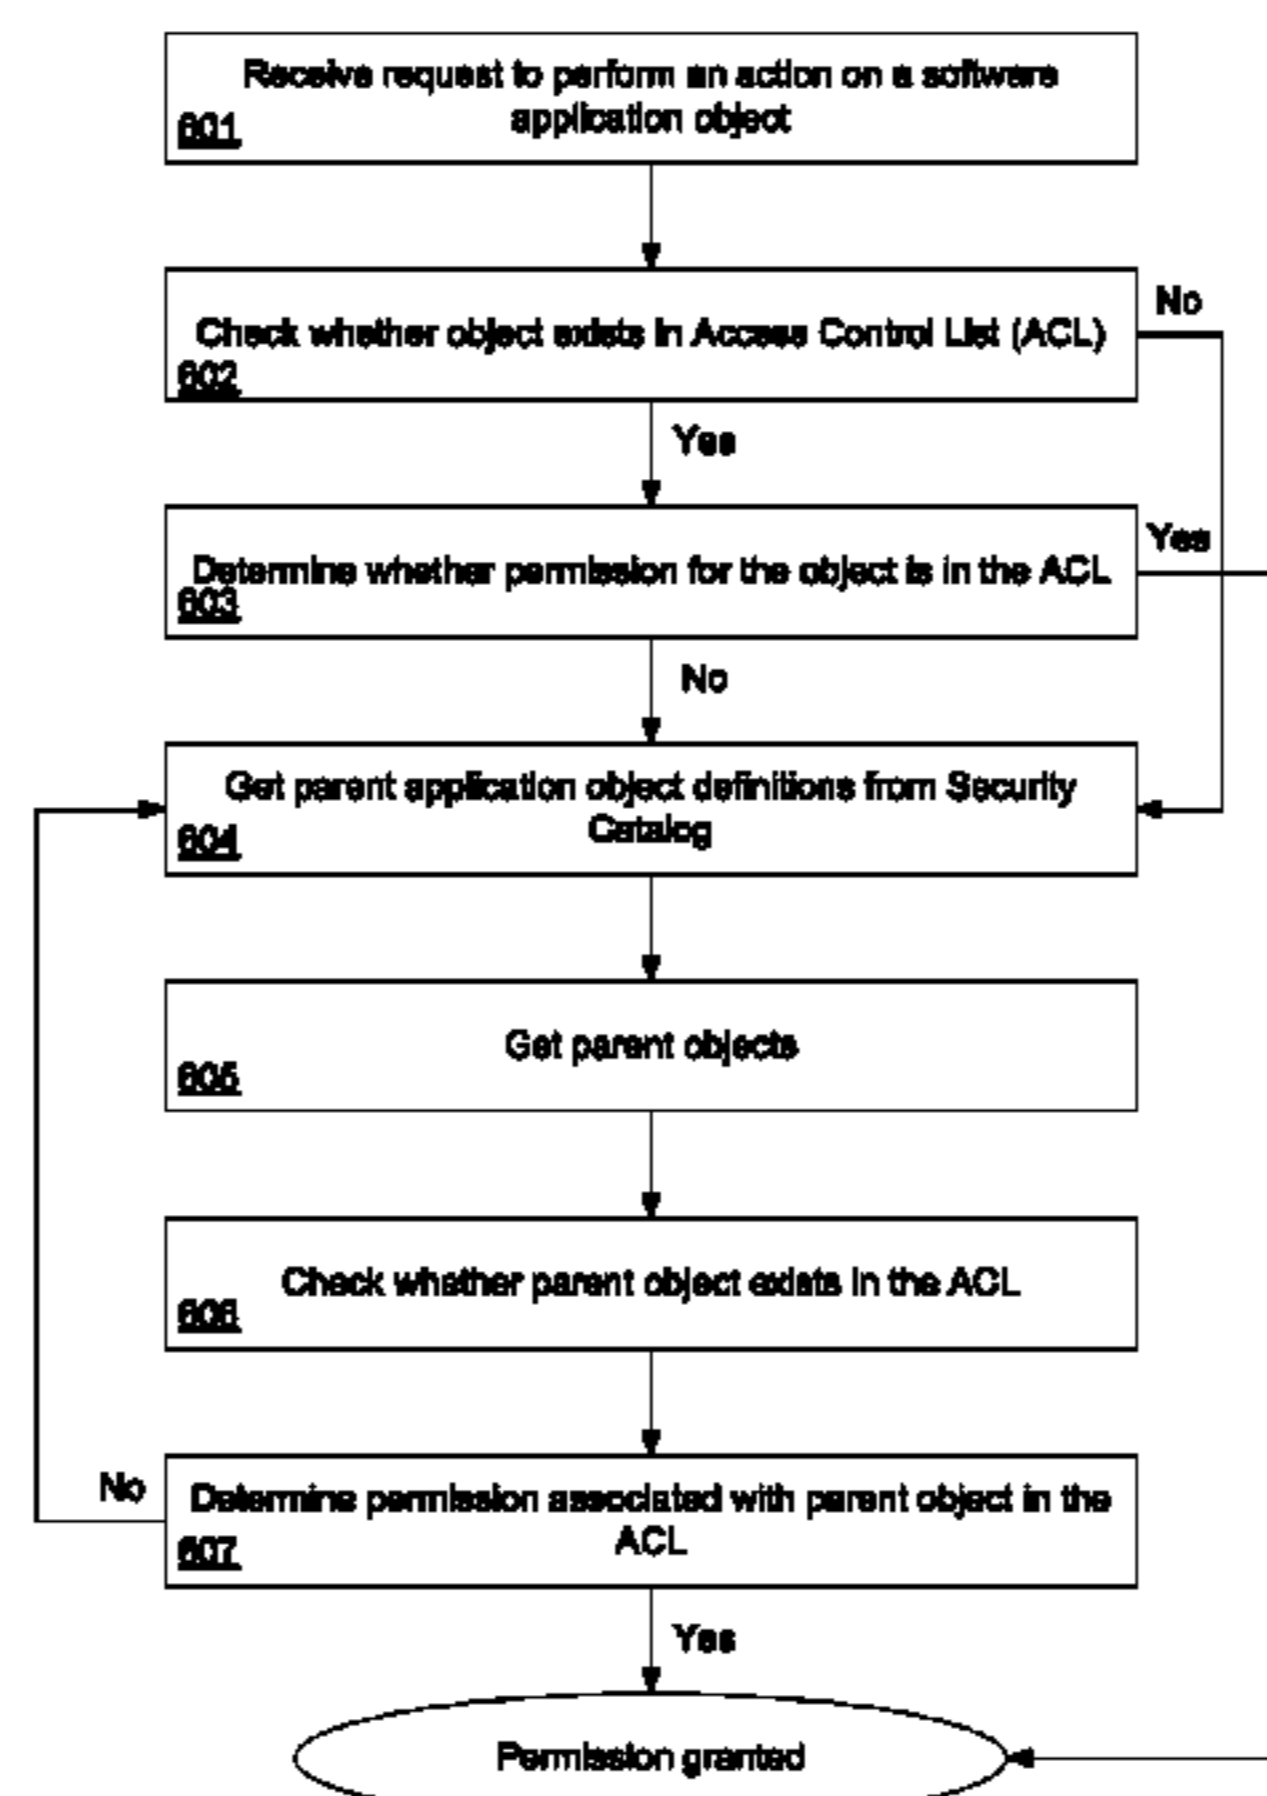 Receive request to perform an action on a software
application object
601
No
Check whether object exists in Access Control List (ACL)
602
Yes
Yes
Determine whether permission for the object is in the ACL
603
No
Get parent application object definitions from Security
Catalog
604
Get parent objects
605
Check whether parent object exists in the ACL
606
No
Determine permission associated with parent object in the
ACL
607
Yes
Permission granted